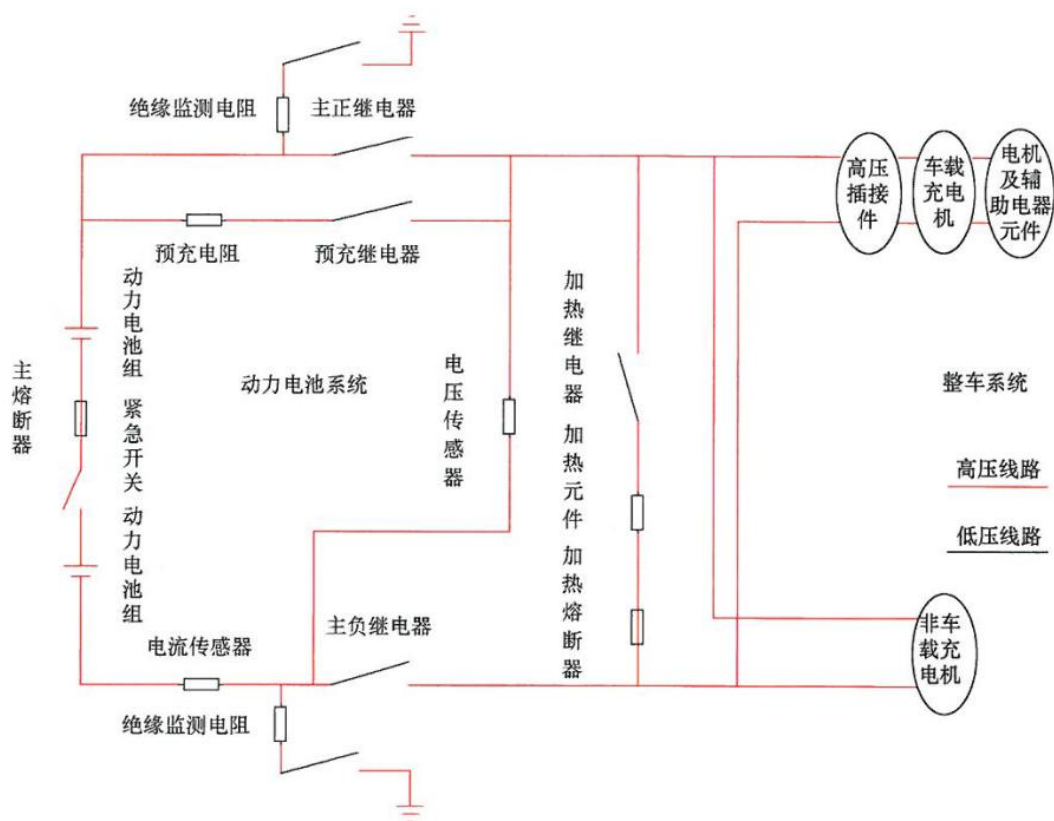 绝缘监测电阻
主正继电器
高压
插接
件
车载
充电
机
电机
及辅
助电器
元件
预充电阻
预充继电器
动力电池组
加热继电器
主熔断器
动力电池系统
电压传感器
整车系统
紧急开关
加热元件
高压线路
动力电池组
低压线路
加热熔断器
主负继电器
电流传感器
非车
载充
电机
绝缘监测电阻